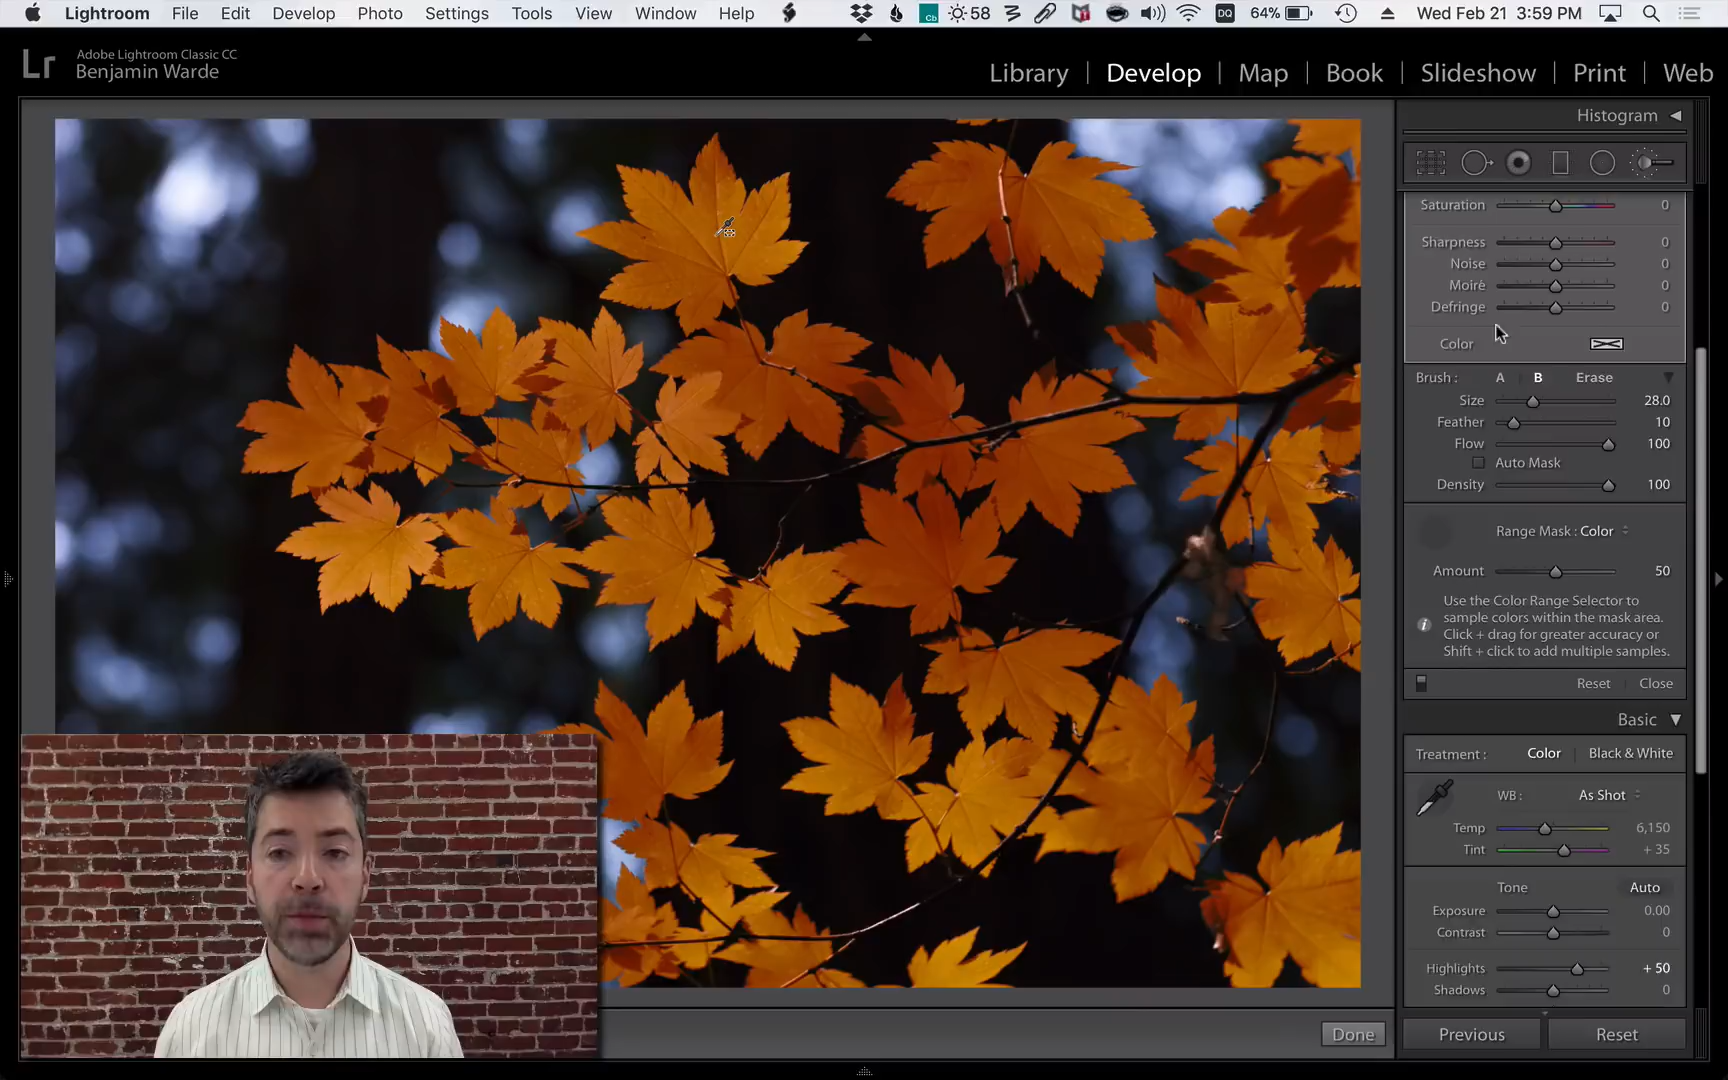 Lightroom File Edit Develop Photo Settings Tools View Window Help 58 64% DQ Wed Feb 21 3:59 PM
Lr
Adobe Lightroom Classic CC
Benjamin Warde
Library | Develop | Map | Book | Slideshow | Print | Web
Histogram
Saturation 0
Sharpness 0
Noise 0
Moiré 0
Defringe 0
Color
Brush : A B Erase
Size 28.0
Feather 10
Flow 100
Auto Mask
Density 100
Range Mask : Color
Amount 50
Use the Color Range Selector to
sample colors within the mask area.
Click + drag for greater accuracy or
Shift + click to add multiple samples.
Reset Close
Basic
Treatment : Color | Black & White
WB : As Shot
Temp 6,150
Tint + 35
Tone Auto
Exposure 0.00
Contrast 0
Highlights + 50
Shadows 0
Done Previous Reset